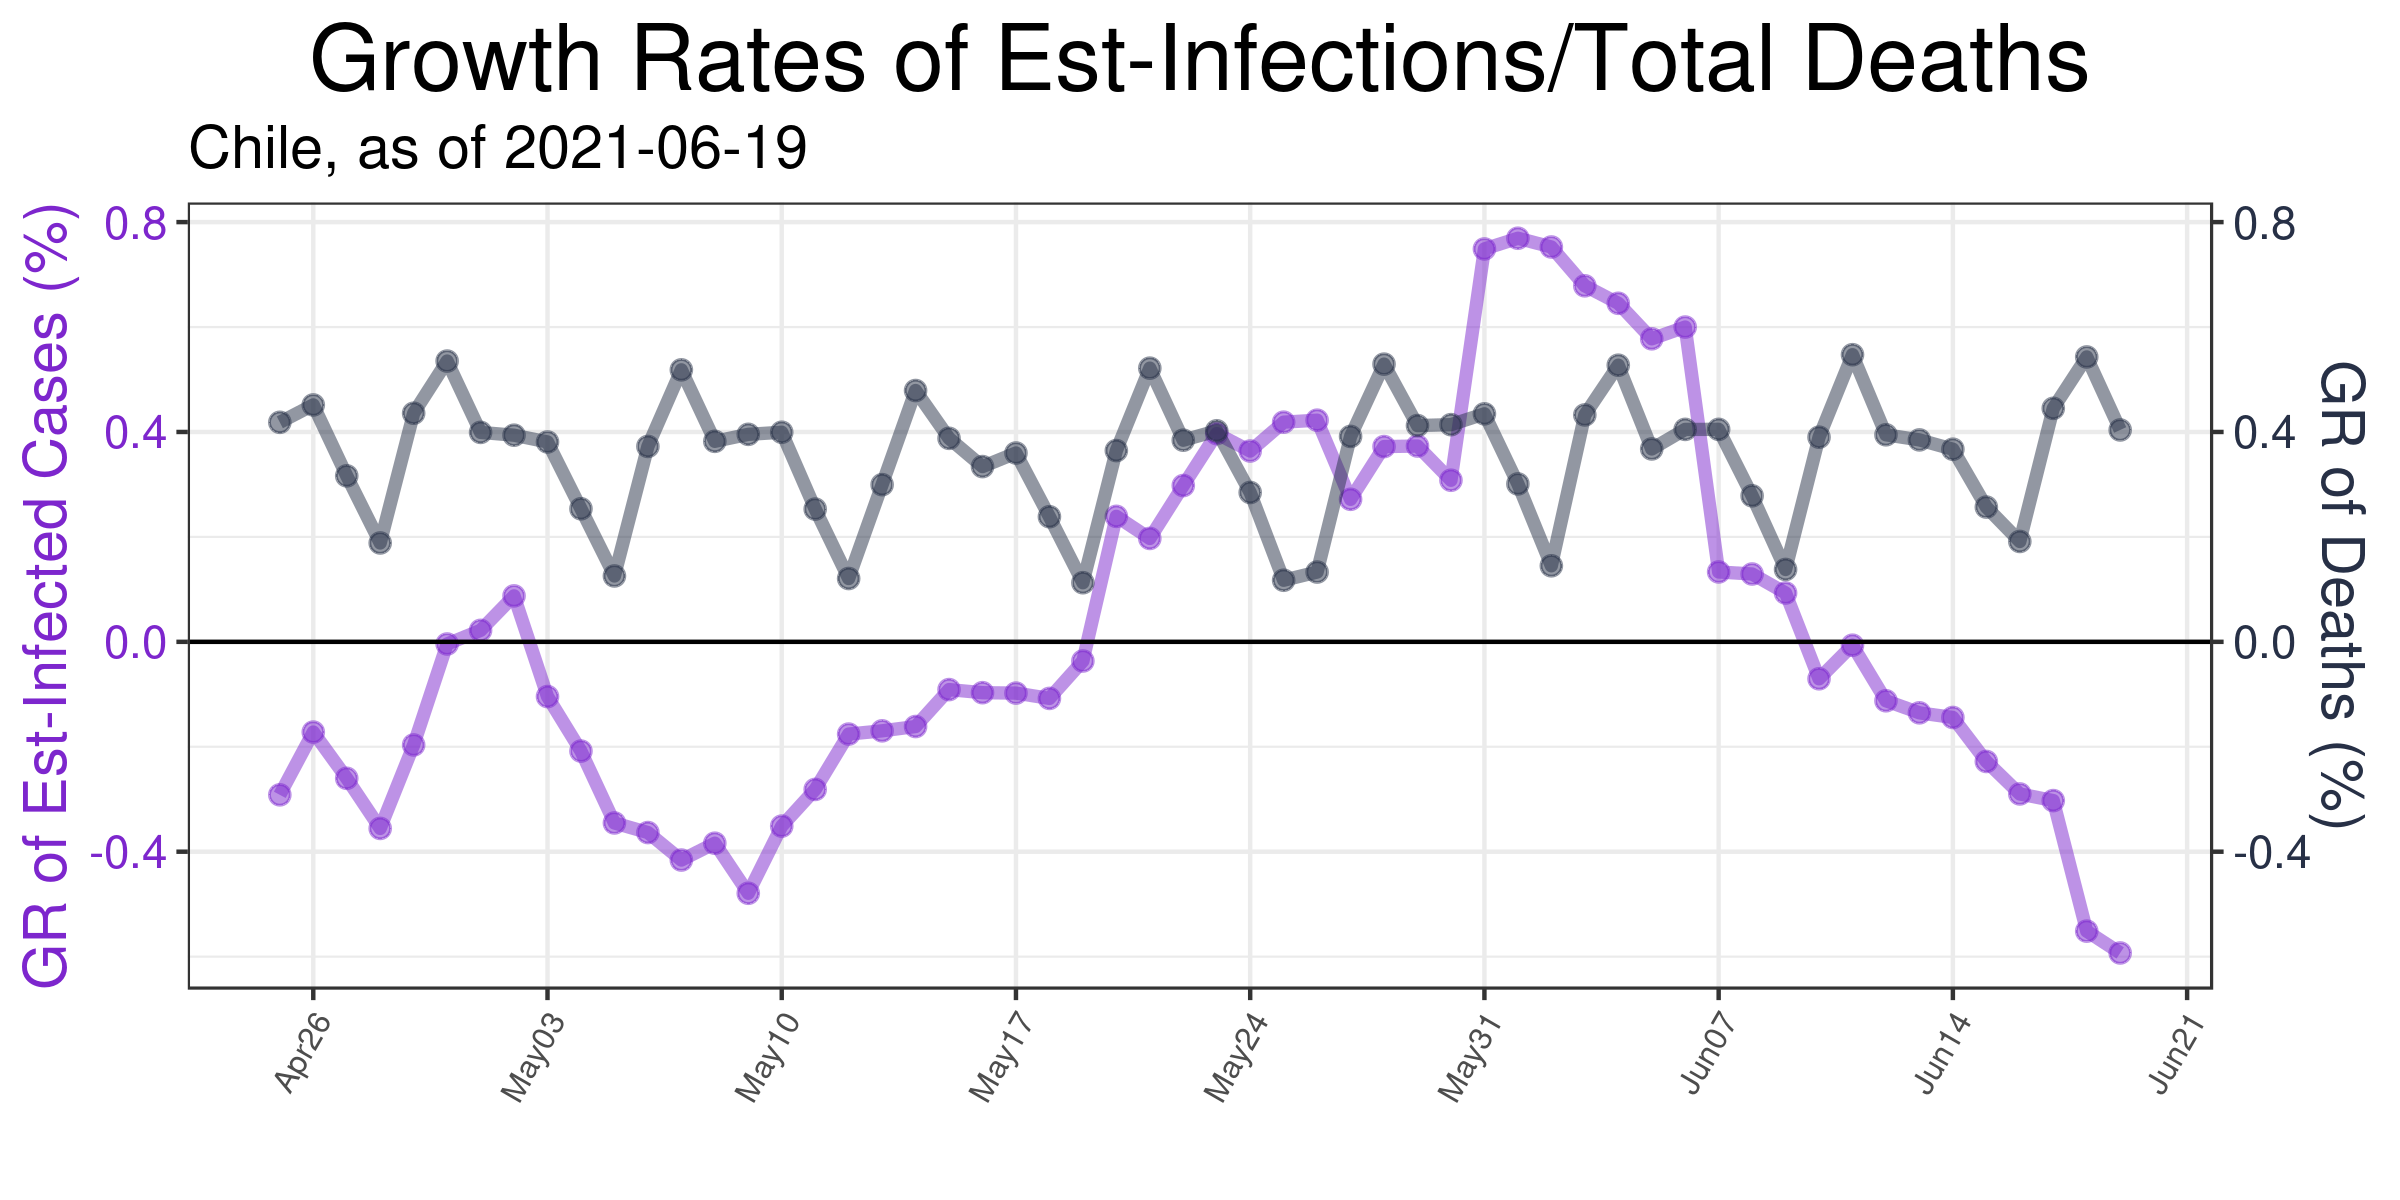 Growth Rates of Est-Infections/Total Deaths
Chile, as of 2021-06-19
GR of Est-Infected Cases (%)
0.8
0.4
0.0
-0.4
0.8
0.4
0.0
-0.4
GR of Deaths (%)
Apr26
May03
May10
May17
May24
May31
Jun07
Jun14
Jun21